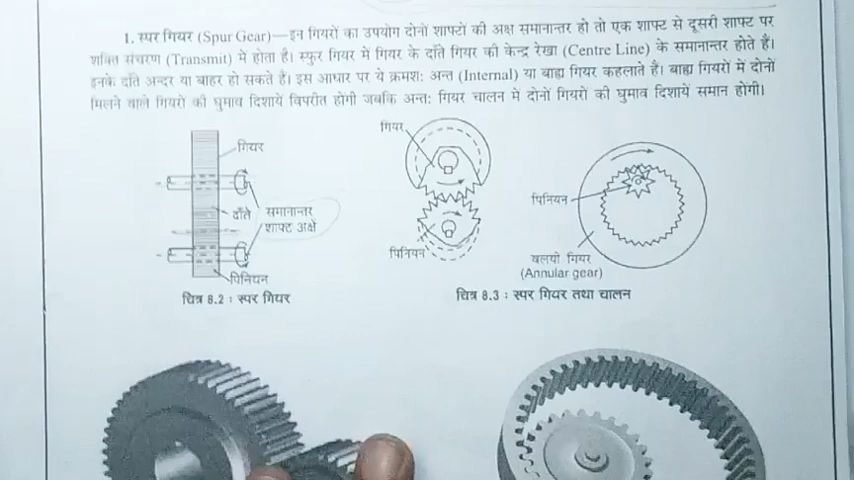 1. स्पर गियर (Spur Gear)—इन गियरों का उपयोग दोनों शाफ्टों की अक्ष समानान्तर हो तो एक शाफ्ट से दूसरी शाफ्ट पर
शक्ति संचरण (Transmit) में होता है। स्फुर गियर में गियर के दाँते गियर की केन्द्र रेखा (Centre Line) के समानान्तर होते हैं।
इनके दाँते अन्दर या बाहर हो सकते हैं। इस आधार पर ये क्रमश: अन्त (Internal) या बाह्य गियर कहलाते हैं। बाह्य गियरों में दोनों
मिलने वाले गियरों की घुमाव दिशायें विपरीत होगी जबकि अन्त: गियर चालन में दोनों गियरों की घुमाव दिशायें समान होंगी।
गियर
दाँते
समानान्तर
शाफ्ट अक्षे
पिनियन
चित्र 8.2 : स्पर गियर
गियर
पिनियन
पिनियन
वलयो गियर
(Annular gear)
चित्र 8.3 : स्पर गियर तथा चालन